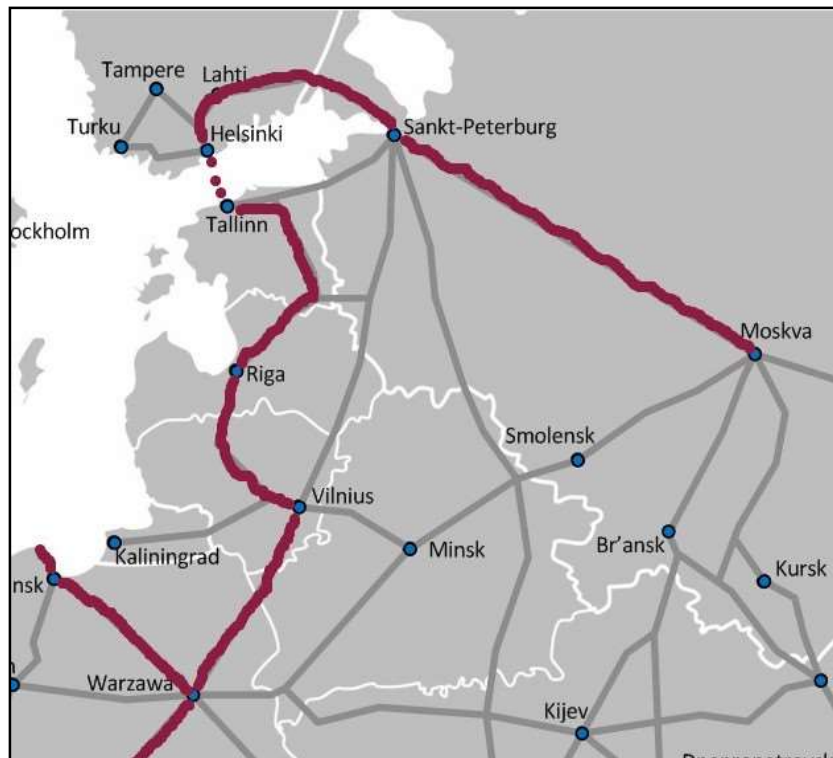 Tampere
Lahti
Turku
Helsinki
Sankt-Peterburg
Tallinn
ockholm
Moskva
Riga
Smolensk
Vilnius
Minsk
Br'ansk
Kaliningrad
Kursk
nsk
Warzawa
Kijev